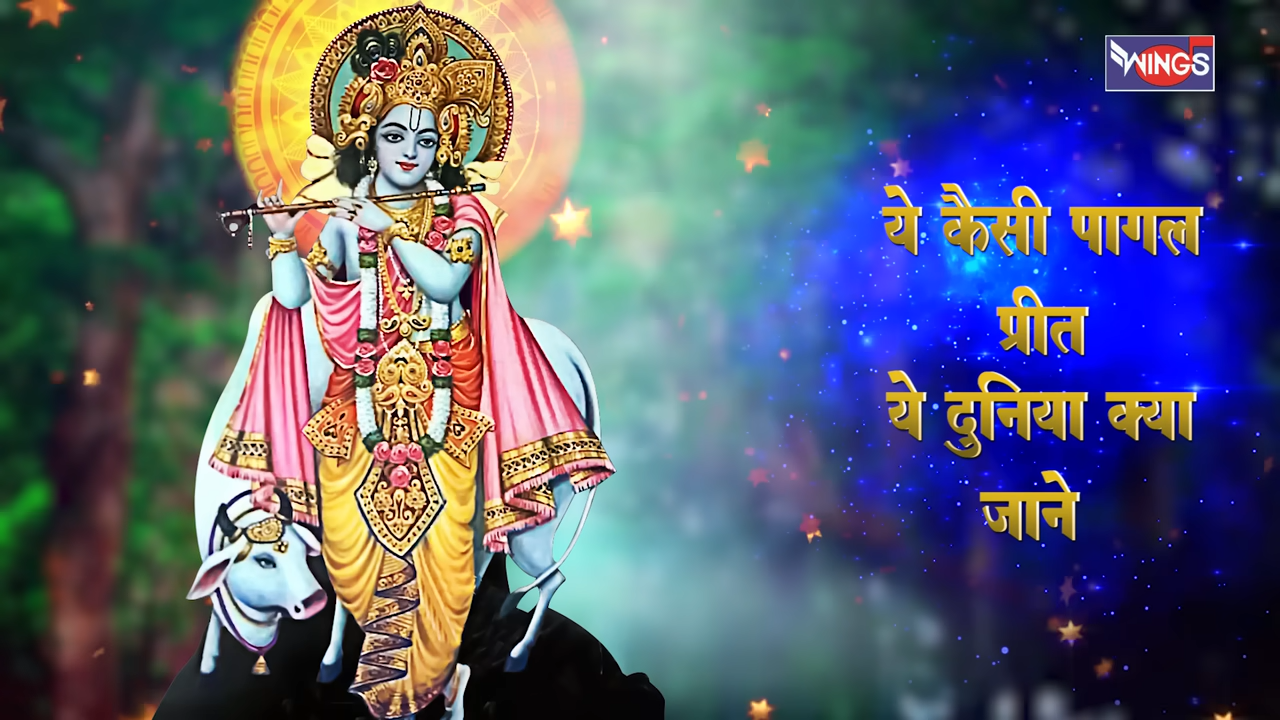 WINGS
ये कैसी पागल
प्रीत
ये दुनिया क्या
जाने